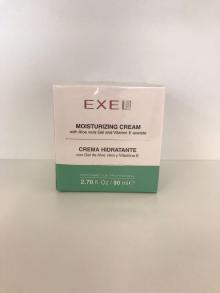 EXEL
MOISTURIZING CREAM
with Aloe vera Gel and Vitamin E acetate
CREMA HIDRATANTE
con Gel de Aloe vera y Vitamina E
2.70 fl. Oz / 80 ml